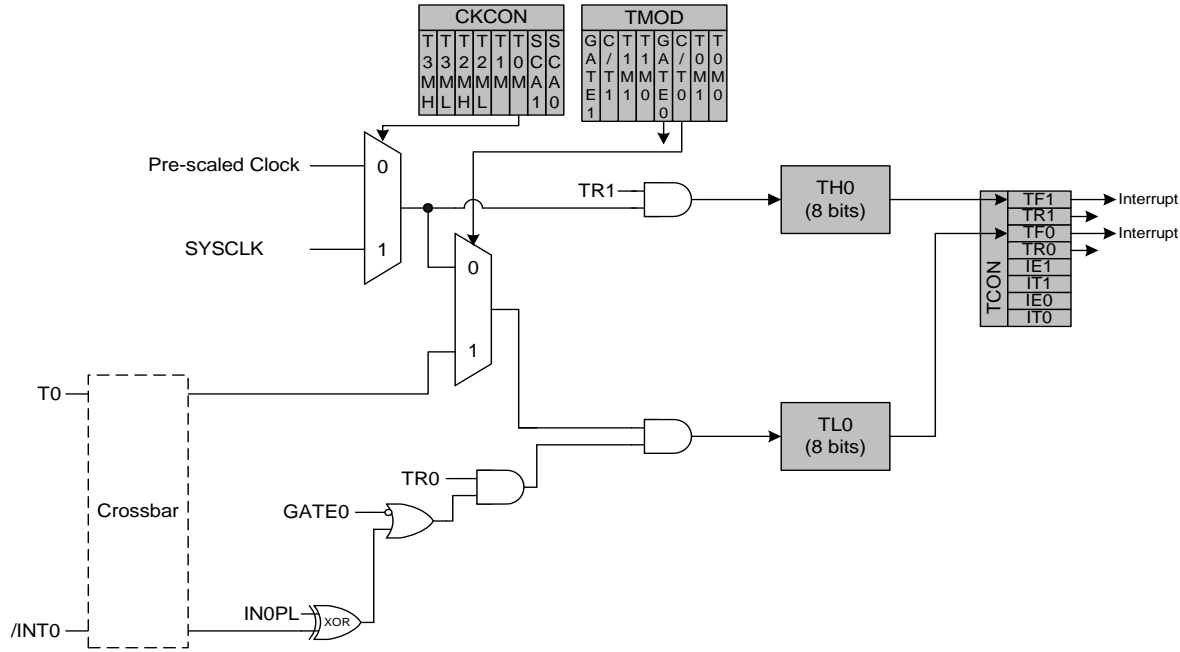 CKCON
T3MH
T3ML
T2MH
T2ML
T1M
T0M
SCA1
SCA0
TMOD
GATE1
C/T1
T1M1
T1M0
GATE0
C/T0
T0M1
T0M0
Pre-scaled Clock
0
SYSCLK
1
TR1
TH0
(8 bits)
TCON
TF1
TR1
TF0
TR0
IE1
IT1
IE0
IT0
Interrupt
Interrupt
0
1
T0
Crossbar
/INT0
TL0
(8 bits)
TR0
GATE0
IN0PL
XOR